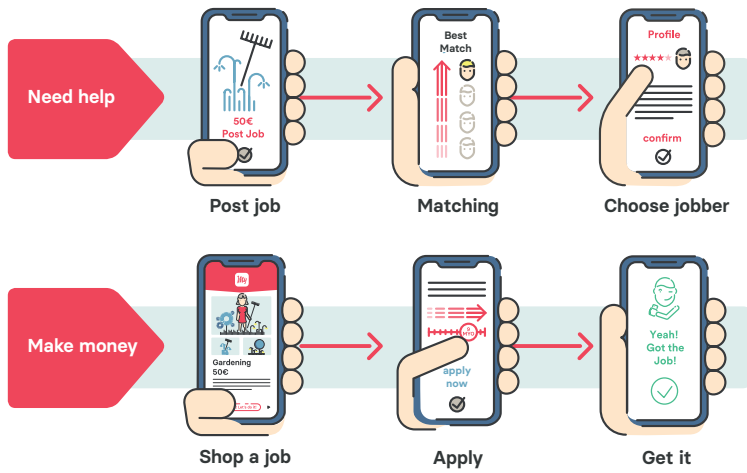 Need help
50€
Post Job
Best
Match
Profile
confirm
Post job
Matching
Choose jobber
Make money
Gardening
50€
MYO
apply
now
Yeah!
Got the
Job!
Shop a job
Apply
Get it